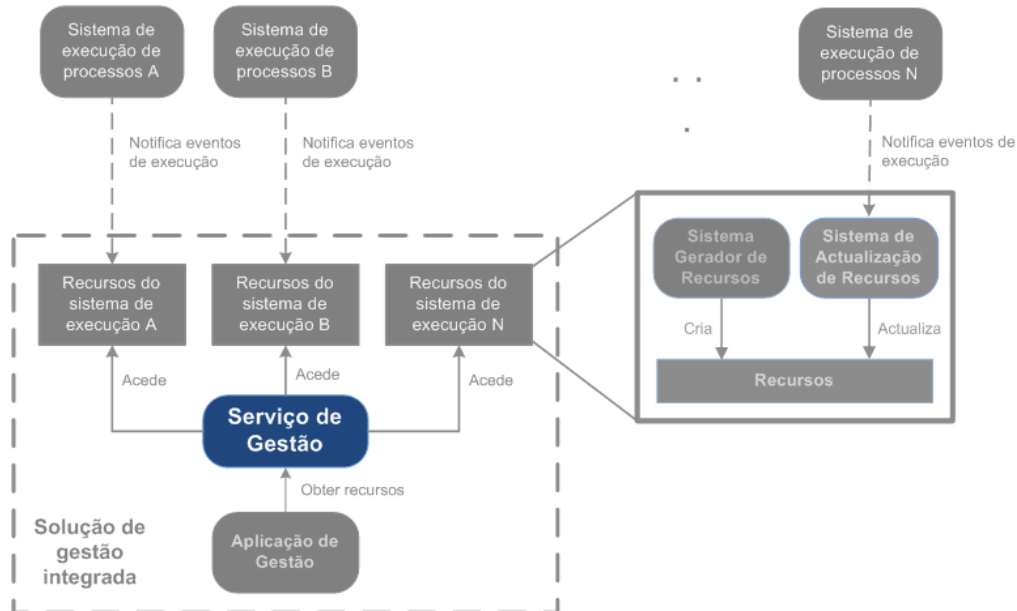 Sistema de
execução de
processos A
Sistema de
execução de
processos B
. .
.
Sistema de
execução de
processos N
Notifica eventos
de execução
Notifica eventos
de execução
Notifica eventos de
execução
Recursos do
sistema de
execução A
Recursos do
sistema de
execução B
Recursos do
sistema de
execução N
Sistema
Gerador de
Recursos
Sistema de
Actualização
de Recursos
Cria
Actualiza
Recursos
Acede
Acede
Acede
Serviço de
Gestão
Obter recursos
Aplicação de
Gestão
Solução de
gestão
integrada